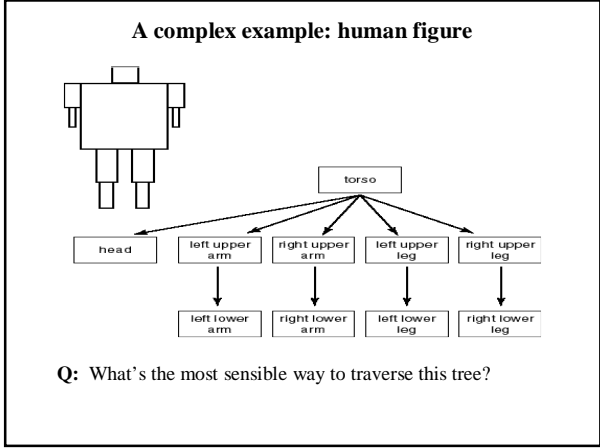 A complex example: human figure
torso
head
left upper
arm
right upper
arm
left upper
leg
right upper
leg
left lower
arm
right lower
arm
left lower
leg
right lower
leg
Q: What's the most sensible way to traverse this tree?